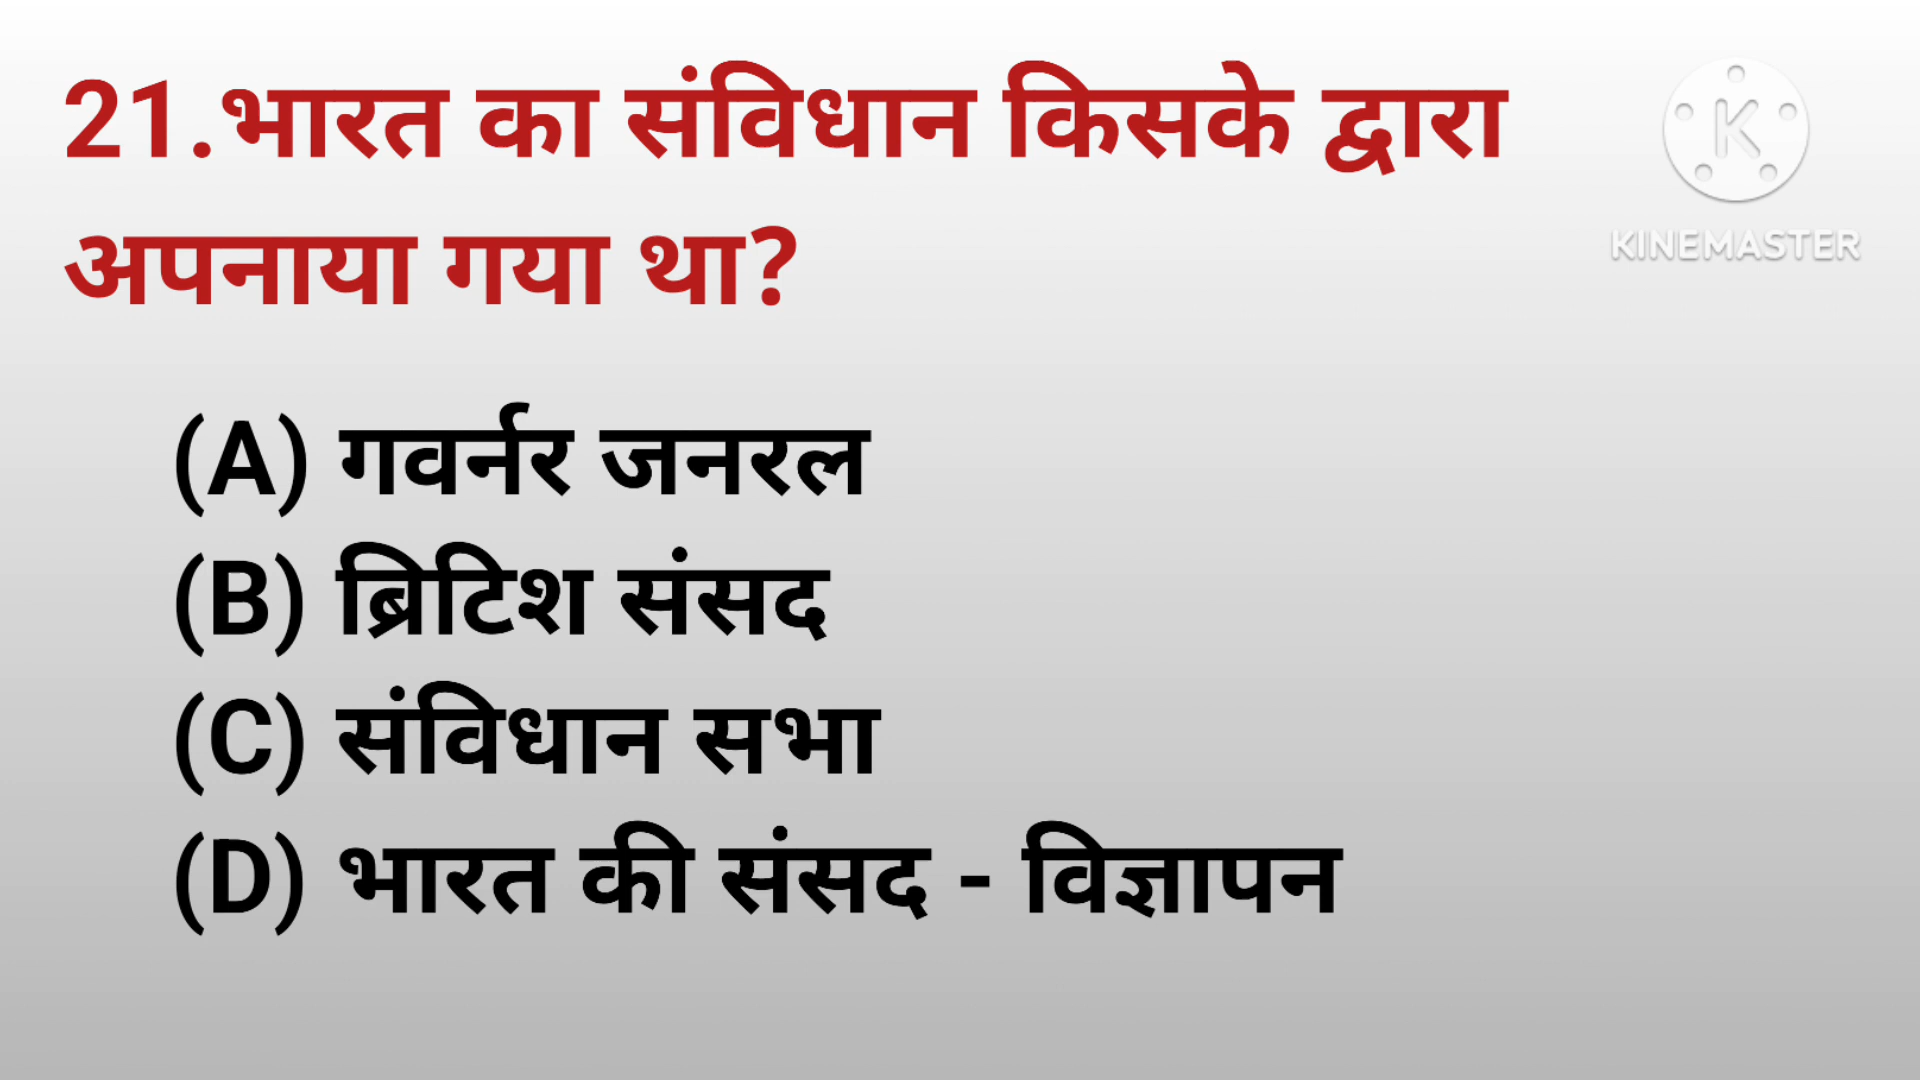 21.भारत का संविधान किसके द्वारा
अपनाया गया था?
KINEMASTER
(A) गवर्नर जनरल
(B) ब्रिटिश संसद
(C) संविधान सभा
(D) भारत की संसद - विज्ञापन